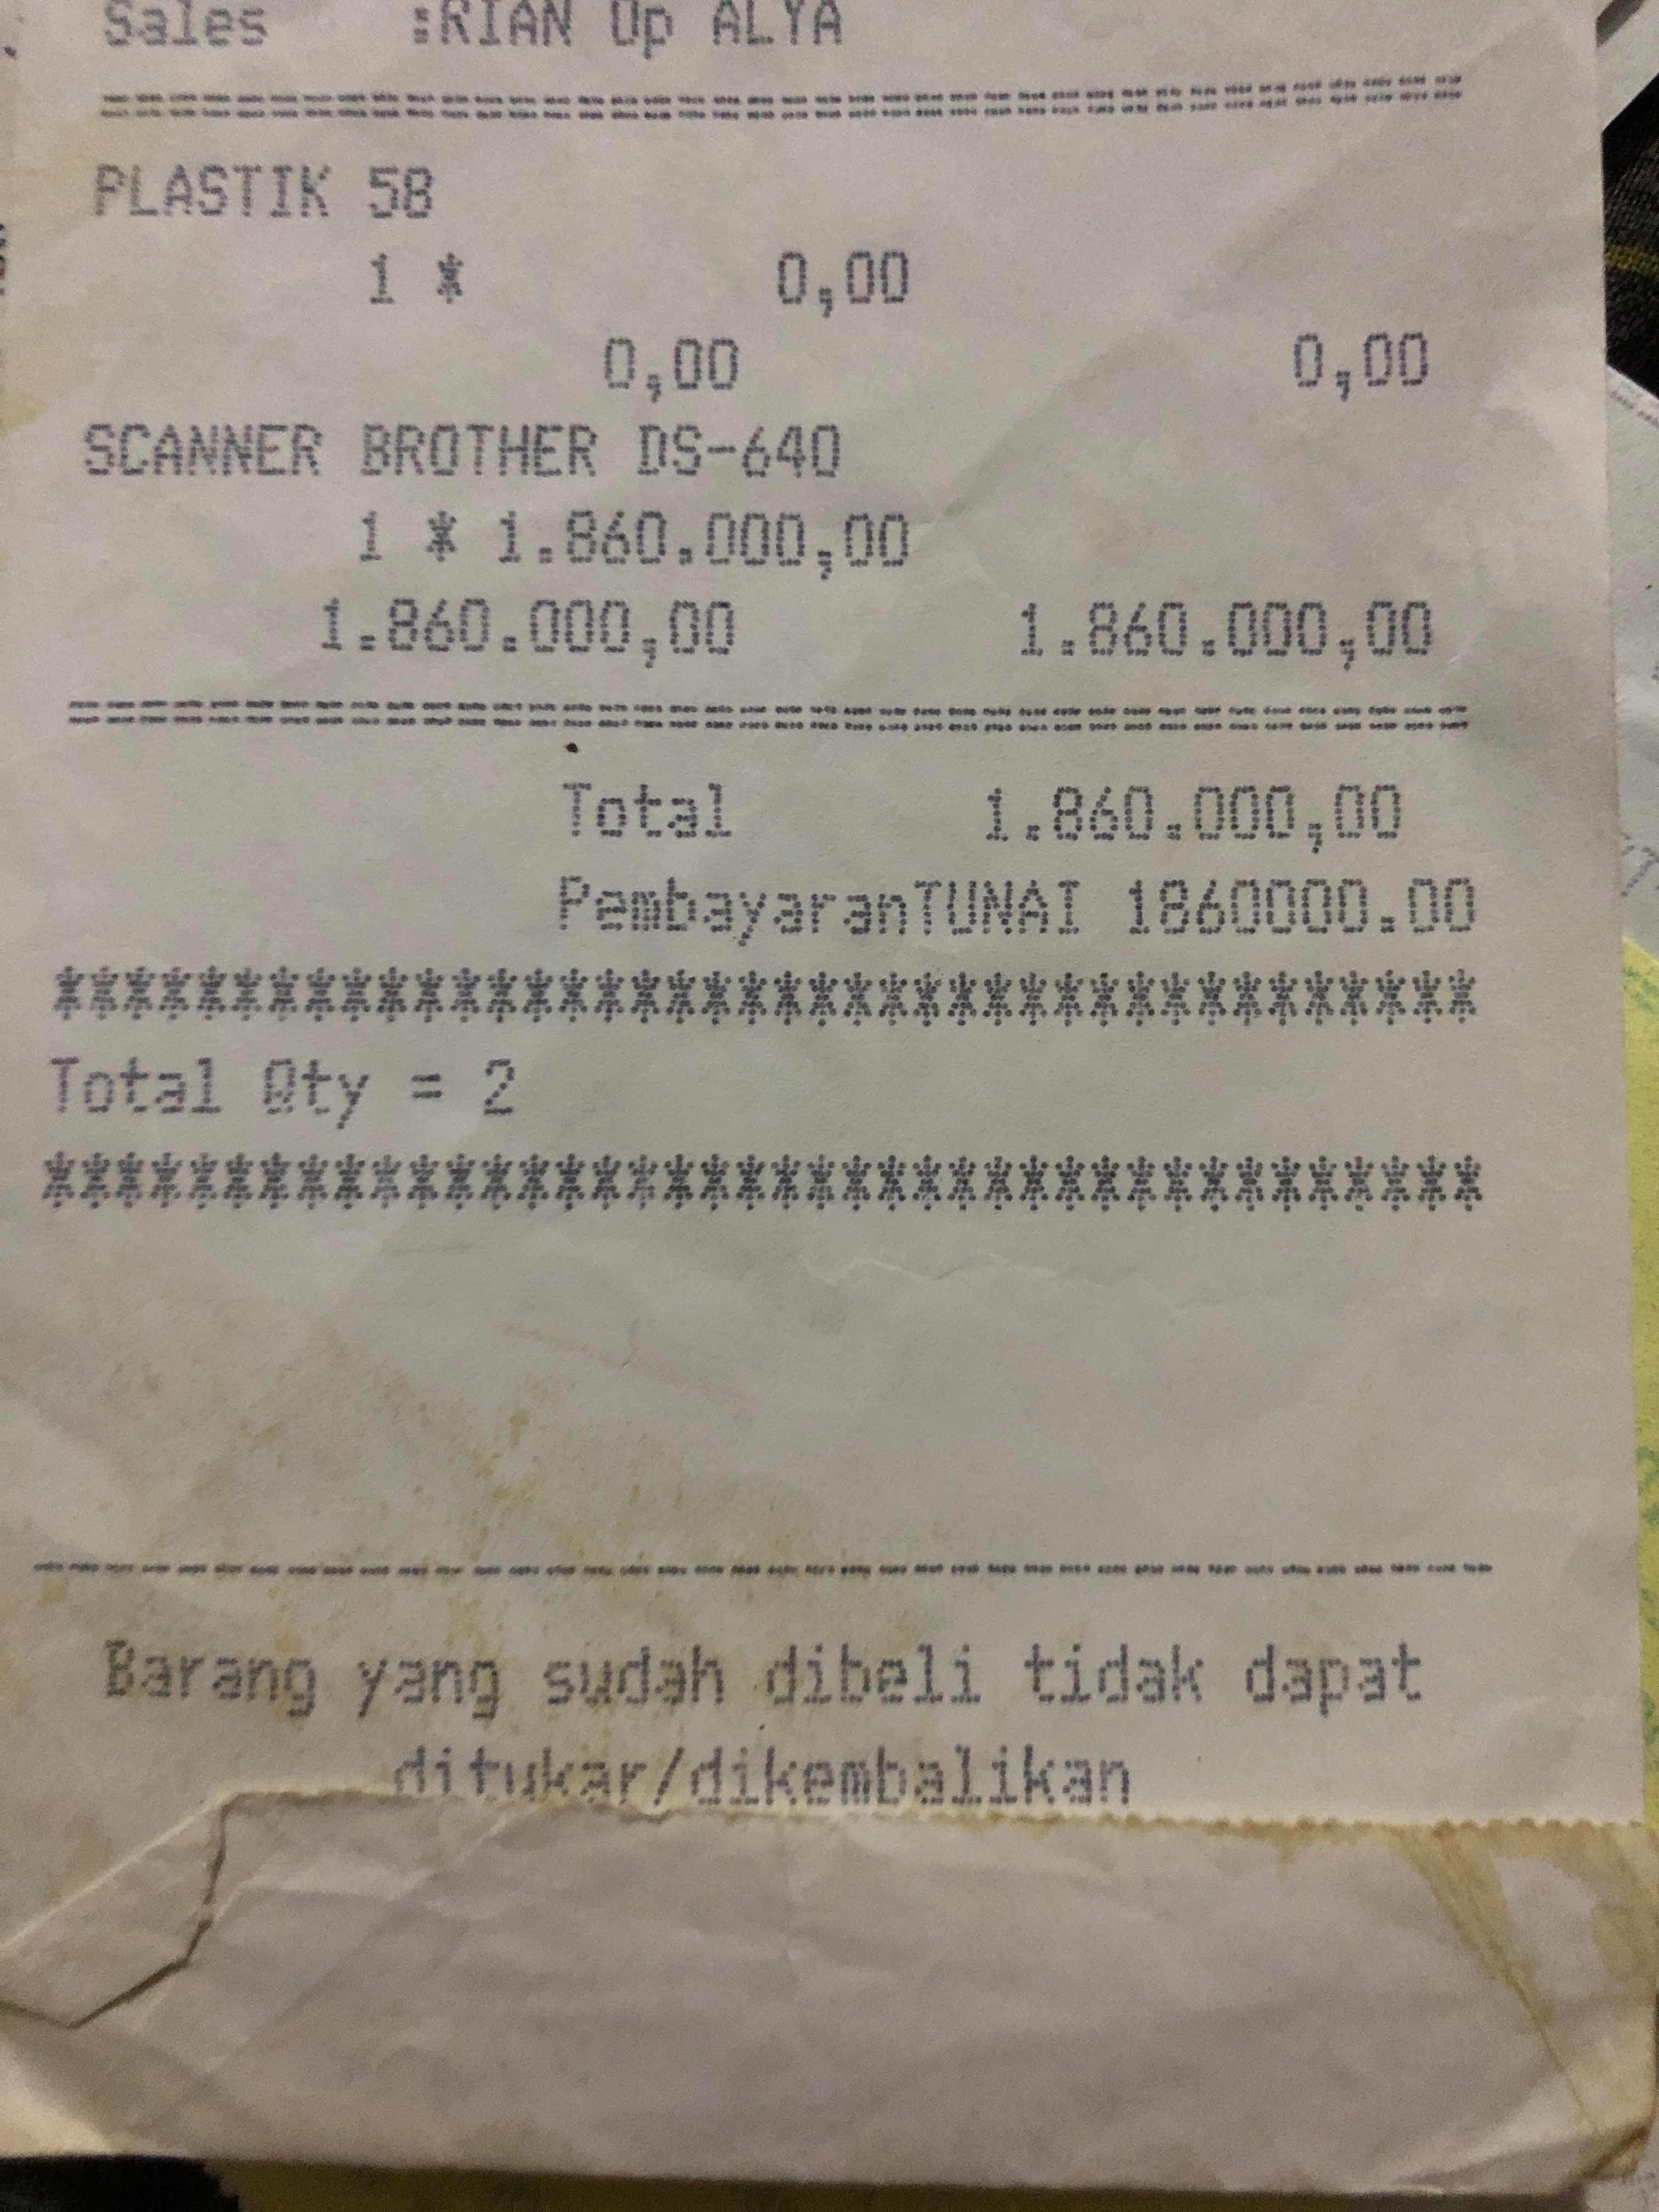 Sales :RIAN Op ALYA
PLASTIK 58
1 * 0,00
0,00 0,00
SCANNER BROTHER DS-640
1 * 1.860.000,00
1.860.000,00 1.860.000,00
Total 1.860.000,00
PembayaranTUNAI 1860000.00
****************************************
Total Qty = 2
****************************************
Barang yang sudah dibeli tidak dapat
ditukar/dikembalikan